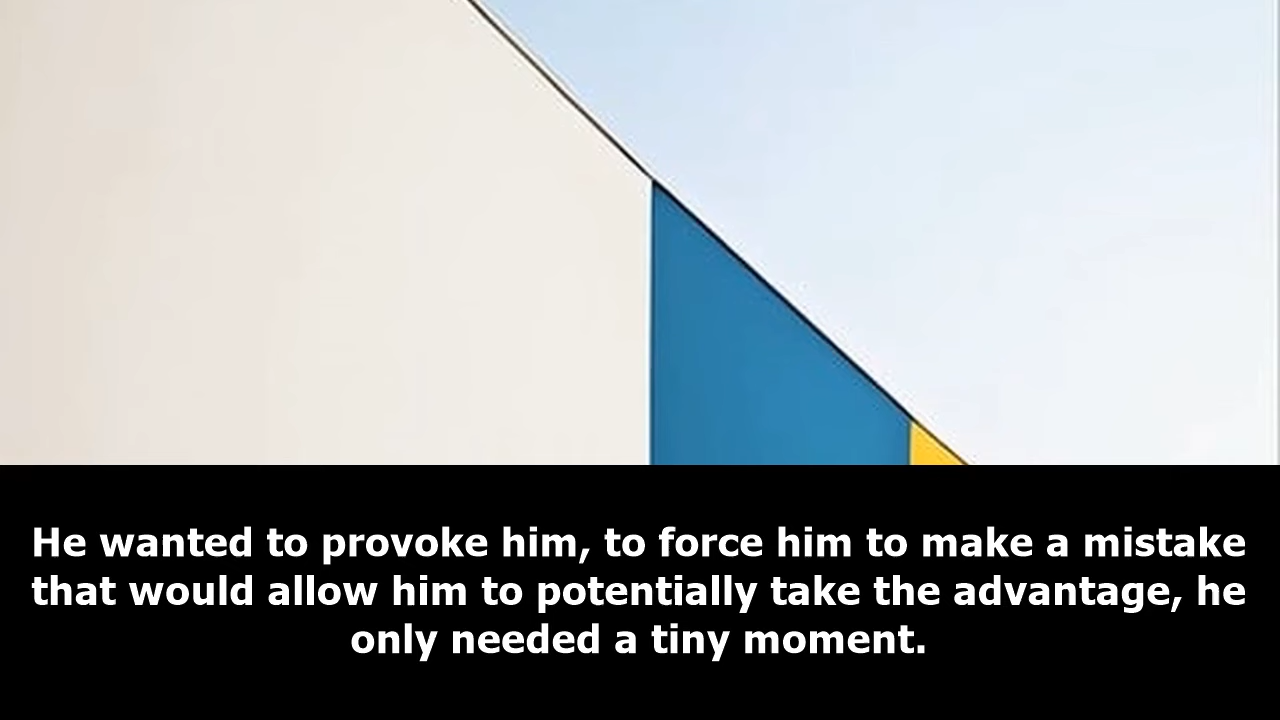 He wanted to provoke him, to force him to make a mistake
that would allow him to potentially take the advantage, he
only needed a tiny moment.